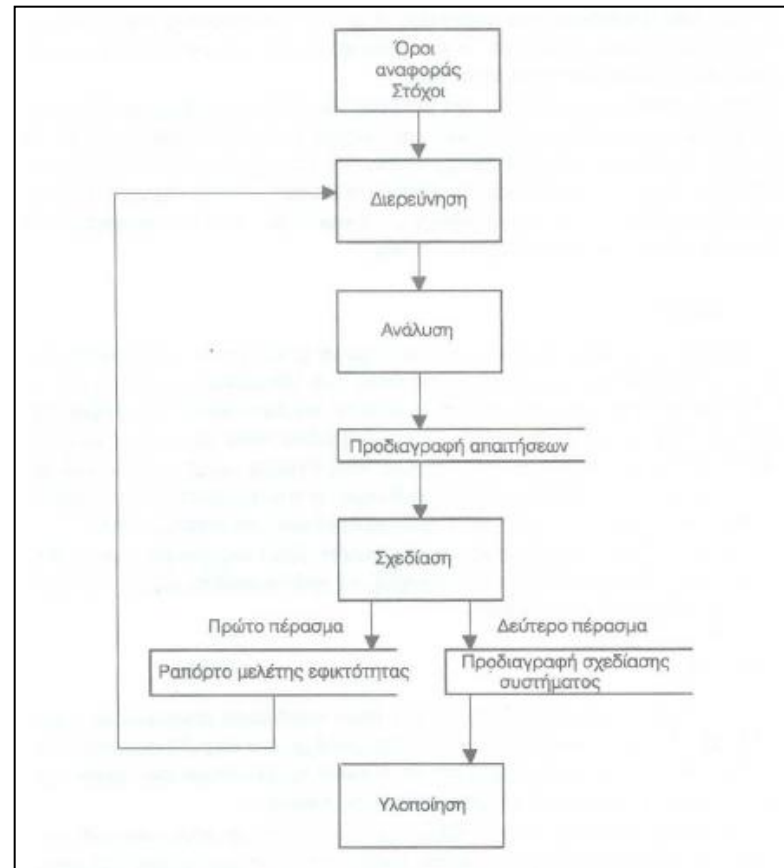 Όροι
αναφοράς
Στόχοι
Διερεύνηση
Ανάλυση
Προδιαγραφή απαιτήσεων
Σχεδίαση
Πρώτο πέρασμα
Δεύτερο πέρασμα
Ραπόρτο μελέτης εφικτότητας
Προδιαγραφή σχεδίασης
συστήματος
Υλοποίηση